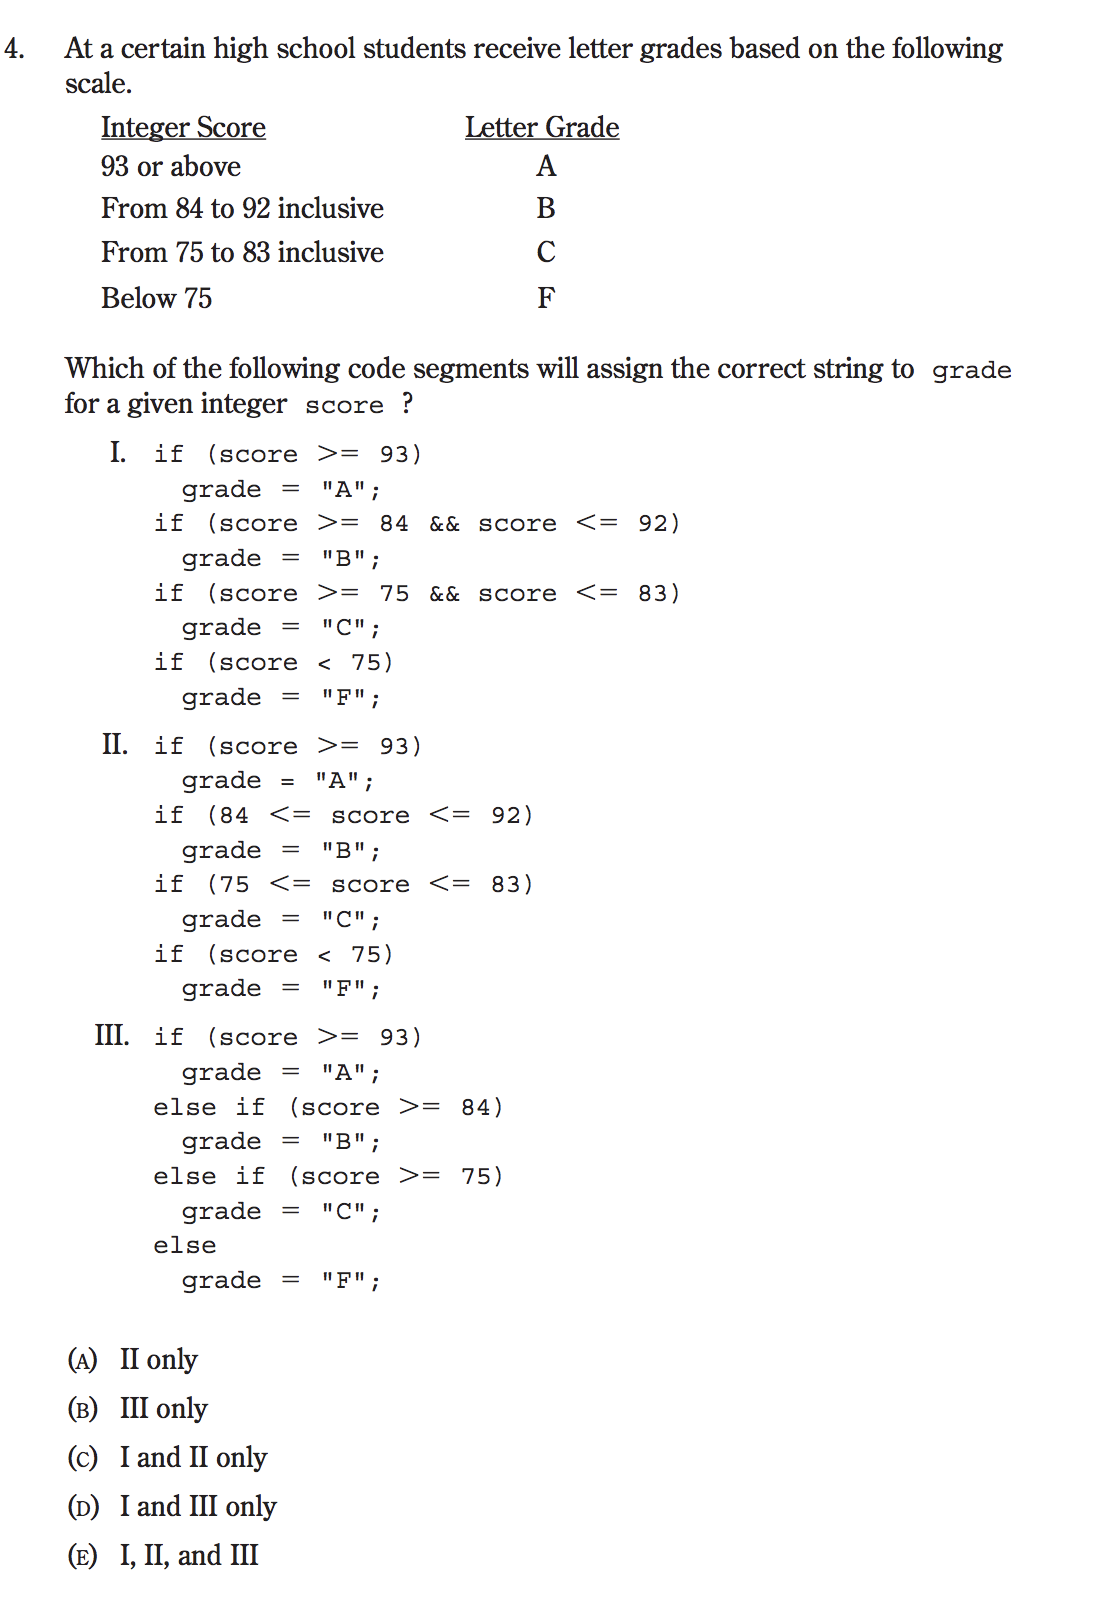 4. At a certain high school students receive letter grades based on the following
scale.
Integer Score Letter Grade
93 or above A
From 84 to 92 inclusive B
From 75 to 83 inclusive C
Below 75 F
Which of the following code segments will assign the correct string to grade
for a given integer score ?
I. if (score >= 93)
grade = "A";
if (score >= 84 && score <= 92)
grade = "B";
if (score >= 75 && score <= 83)
grade = "C";
if (score < 75)
grade = "F";
II. if (score >= 93)
grade = "A";
if (84 <= score <= 92)
grade = "B";
if (75 <= score <= 83)
grade = "C";
if (score < 75)
grade = "F";
III. if (score >= 93)
grade = "A";
else if (score >= 84)
grade = "B";
else if (score >= 75)
grade = "C";
else
grade = "F";
(A) II only
(B) III only
(C) I and II only
(D) I and III only
(E) I, II, and III